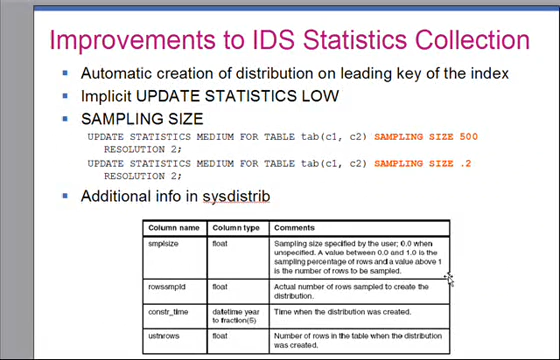 Improvements to IDS Statistics Collection
Automatic creation of distribution on leading key of the index
Implicit UPDATE STATISTICS LOW
SAMPLING SIZE
UPDATE STATISTICS MEDIUM FOR TABLE tab(c1, c2) SAMPLING SIZE 500
RESOLUTION 2;
UPDATE STATISTICS MEDIUM FOR TABLE tab(c1, c2) SAMPLING SIZE .2
RESOLUTION 2;
Additional info in sysdistrib
Column name Column type Comments
smplsize float Sampling size specified by the user; 0.0 when
unspecified. A value between 0.0 and 1.0 is the
sampling percentage of rows and a value above 1
is the number of rows to be sampled.
rowsmpld float Actual number of rows sampled to create the
distribution.
constr_time datetime year Time when the distribution was created.
to fraction(5)
ustnrows float Number of rows in the table when the distribution
was created.